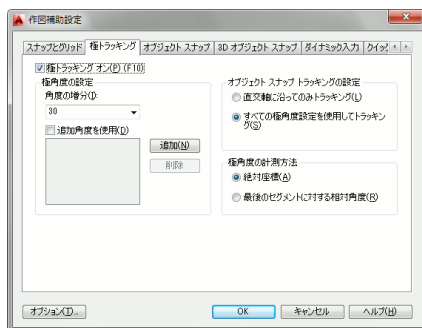 作図補助設定
スナップとグリッド 極トラッキング オブジェクト スナップ 3D オブジェクト スナップ ダイナミック入力
極トラッキング オン(P) (F10)
極角度の設定
角度の増分(I):
30
追加角度を使用(D)
追加(N)
削除
オブジェクト スナップ トラッキングの設定
直交軸に沿ってのみトラッキング(L)
すべての極角度設定を使用してトラッキン
グ(S)
極角度の計測方法
絶対座標(A)
最後のセグメントに対する相対角度(R)
オプション(T)... OK キャンセル ヘルプ(H)